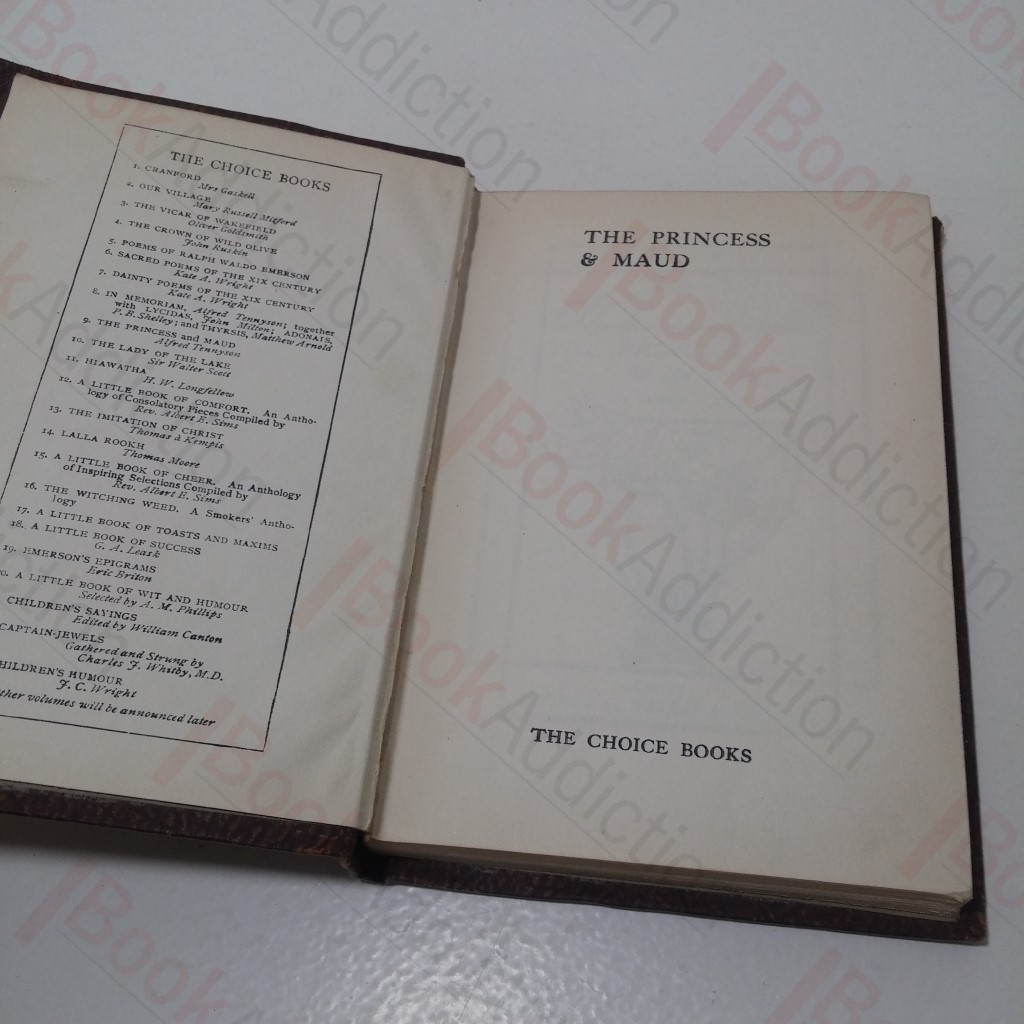 THE CHOICE BOOKS
1. CRANFORD
Mrs Gaskell
2. OUR VILLAGE
Mary Russell Mitford
3. THE VICAR OF WAKEFIELD
Oliver Goldsmith
4. THE CROWN OF WILD OLIVE
John Ruskin
5. POEMS OF RALPH WALDO EMERSON
6. SACRED POEMS OF THE XIX CENTURY
Kate A. Wright
7. DAINTY POEMS OF THE XIX CENTURY
Kate A. Wright
8. IN MEMORIAM, Alfred Tennyson; together
with LYCIDAS, John Milton; ADONAIS,
P. B. Shelley; and THYRSIS, Matthew Arnold
9. THE PRINCESS and MAUD
Alfred Tennyson
10. THE LADY OF THE LAKE
Sir Walter Scott
11. HIAWATHA
H. W. Longfellow
12. A LITTLE BOOK OF COMFORT. An Antho-
logy of Consolatory Pieces Compiled by
Rev. Albert E. Sims
13. THE IMITATION OF CHRIST
Thomas à Kempis
14. LALLA ROOKH
Thomas Moore
15. A LITTLE BOOK OF CHEER. An Anthology
of Inspiring Selections Compiled by
Rev. Albert E. Sims
16. THE WITCHING WEED. A Smokers' Antho-
logy
17. A LITTLE BOOK OF TOASTS AND MAXIMS
18. A LITTLE BOOK OF SUCCESS
G. A. Leask
19. EMERSON'S EPIGRAMS
Eric Briton
0. A LITTLE BOOK OF WIT AND HUMOUR
Selected by A. M. Phillips
CHILDREN'S SAYINGS
Edited by William Canton
CAPTAIN-JEWELS
Gathered and Strung by
Charles J. Whitby, M.D.
HILDREN'S HUMOUR
J. C. Wright
ther volumes will be announced later
THE PRINCESS
& MAUD
THE CHOICE BOOKS
BookAddiction